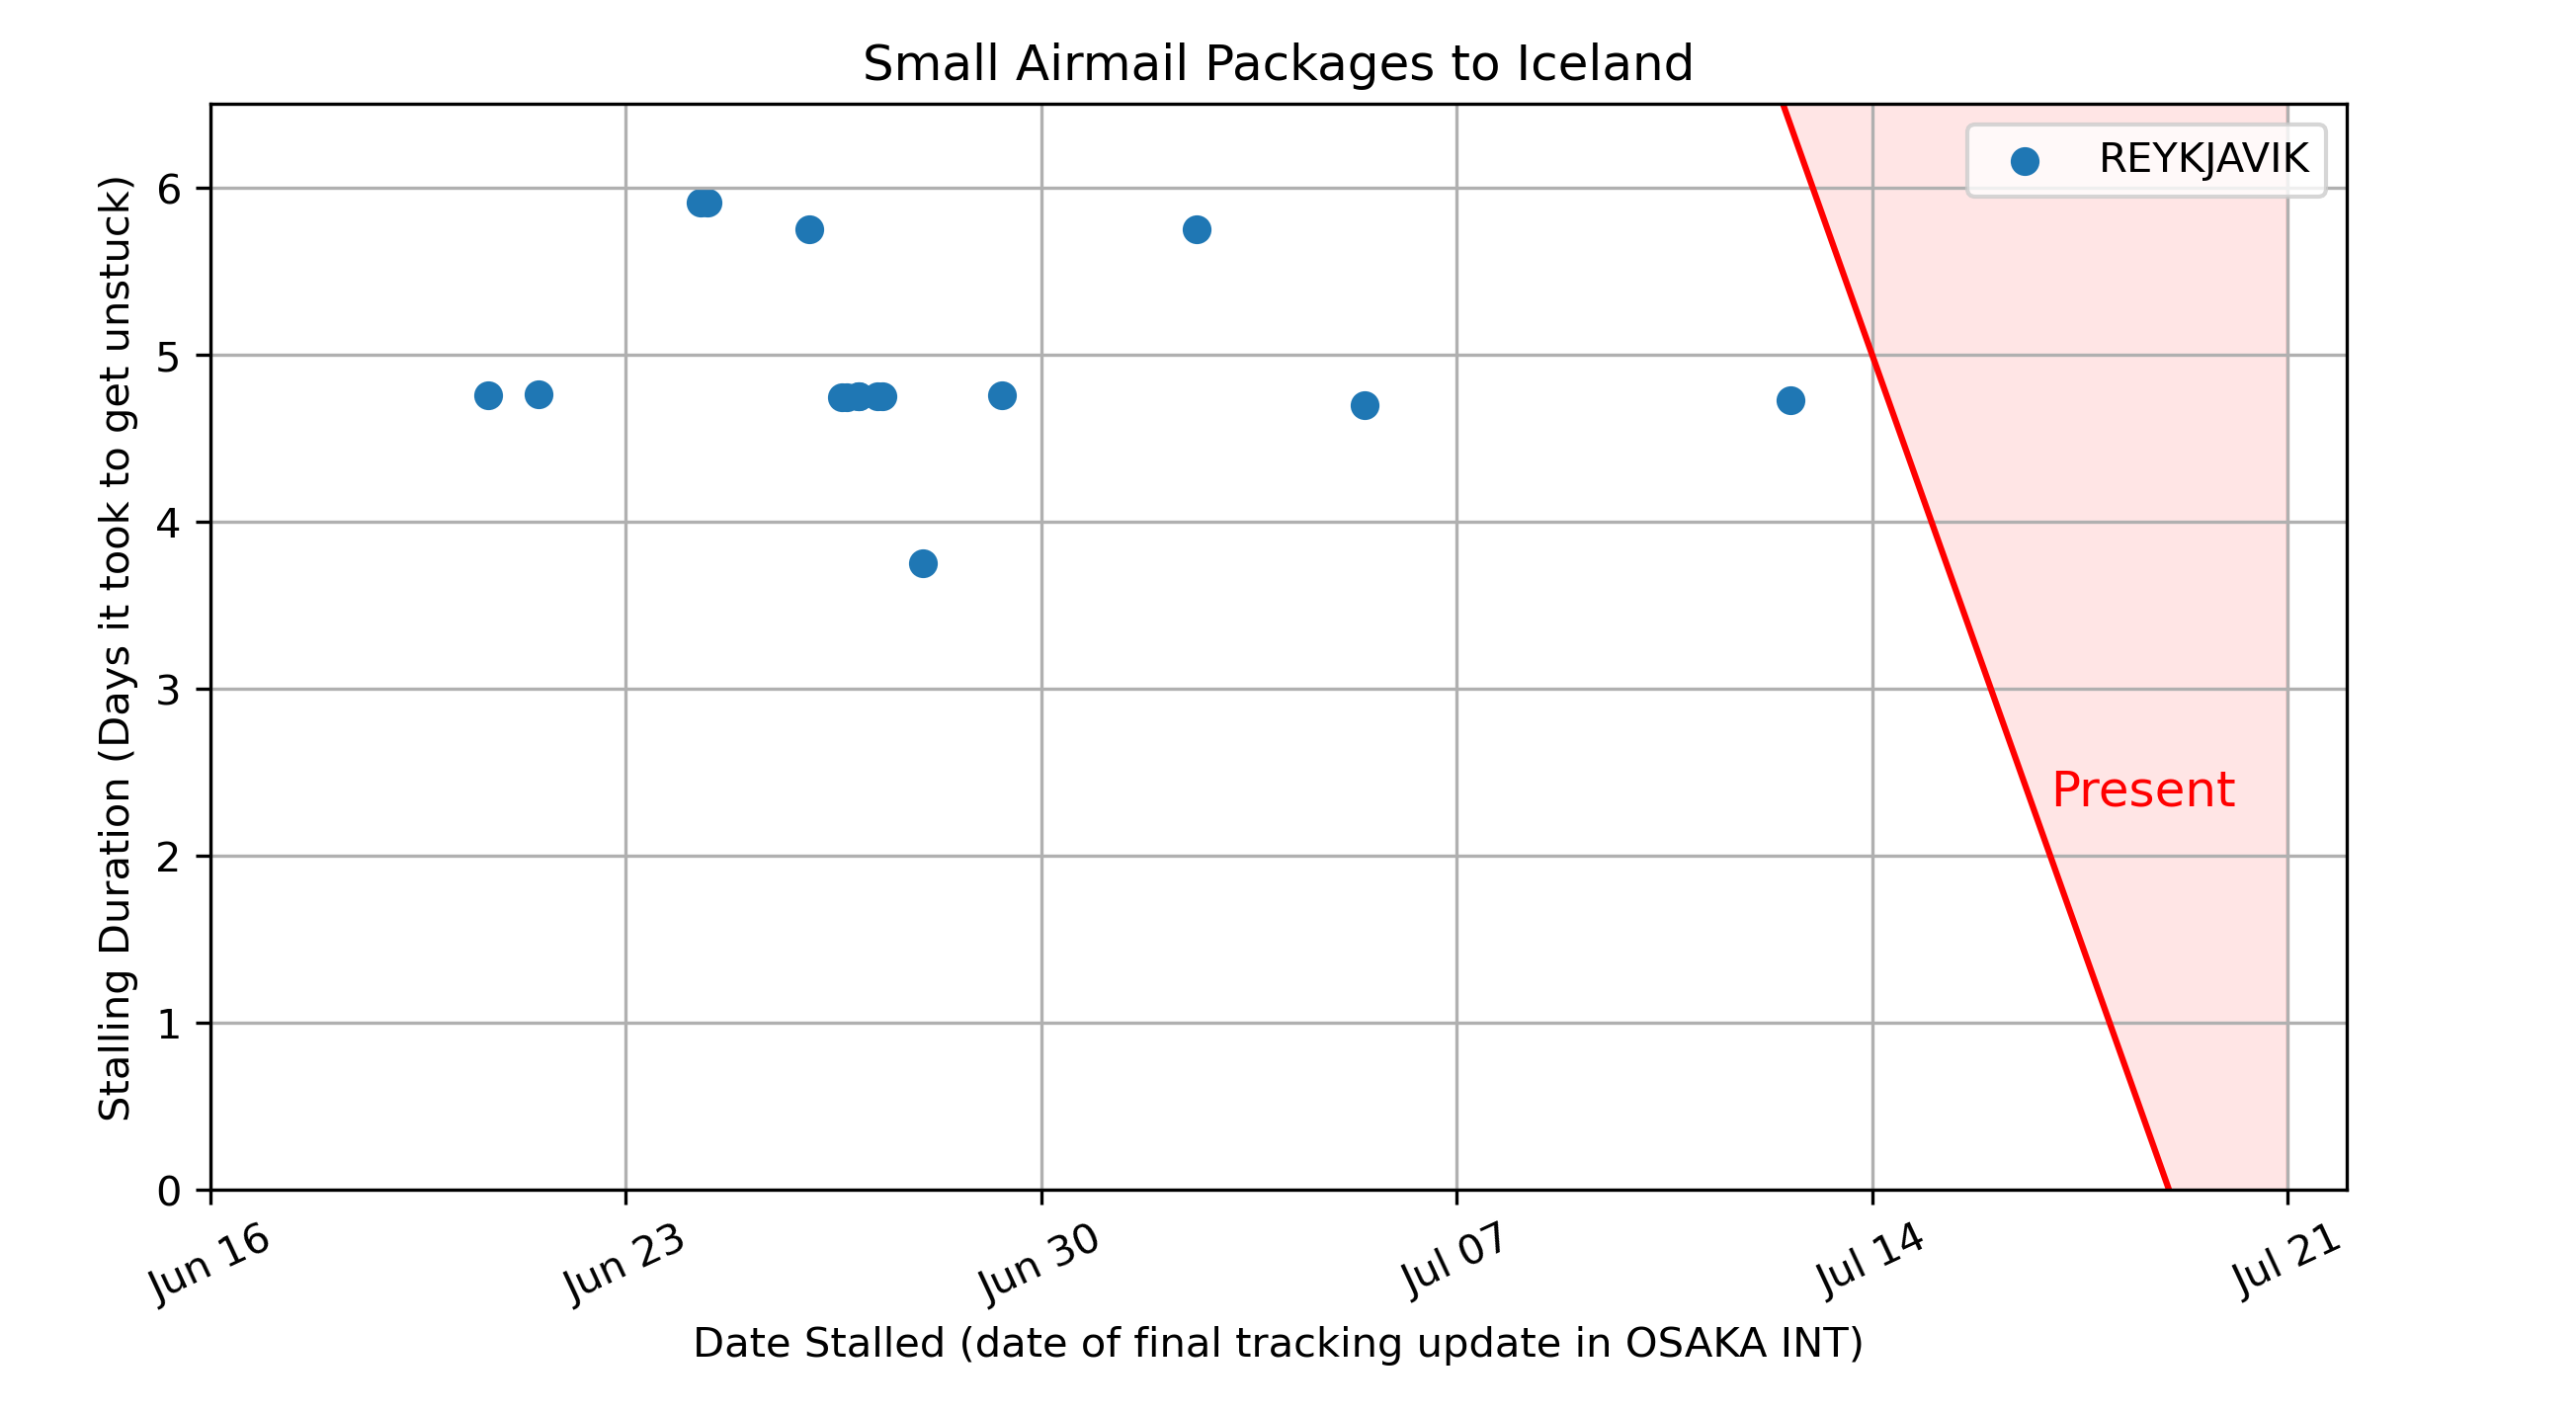 Small Airmail Packages to Iceland
REYKJAVIK
Present
Stalling Duration (Days it took to get unstuck)
6
5
4
3
2
1
0
Jun 16
Jun 23
Jun 30
Jul 07
Jul 14
Jul 21
Date Stalled (date of final tracking update in OSAKA INT)